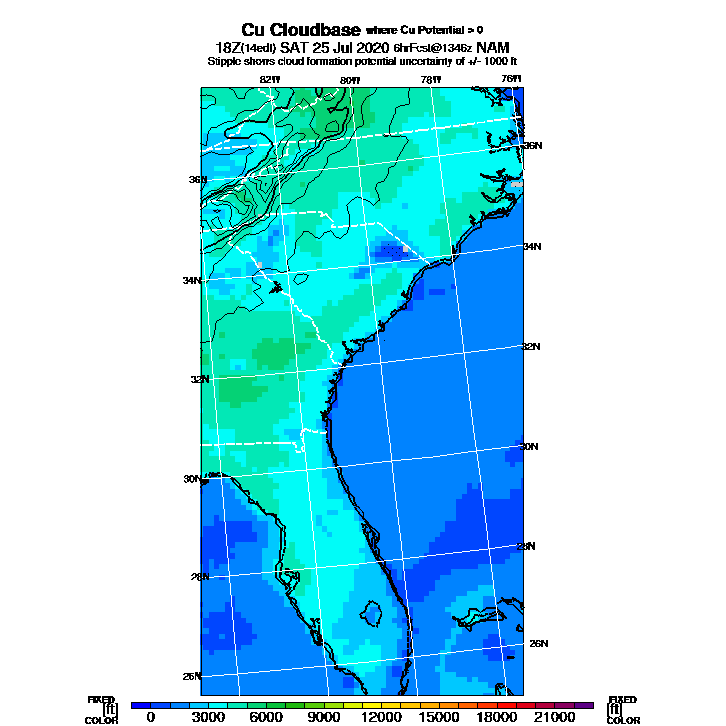 Cu Cloudbase where Cu Potential > 0
18Z(14edt) SAT 25 Jul 2020 6hrFcst@1346z NAM
Stipple shows cloud formation potential uncertainty of +/- 1000 ft
82W 80W 78W 76W
36N
36N
34N
34N
32N
32N
30N
30N
28N
28N
26N
26N
FIXED [ft] COLOR
0 3000 6000 9000 12000 15000 18000 21000
FIXED [ft] COLOR